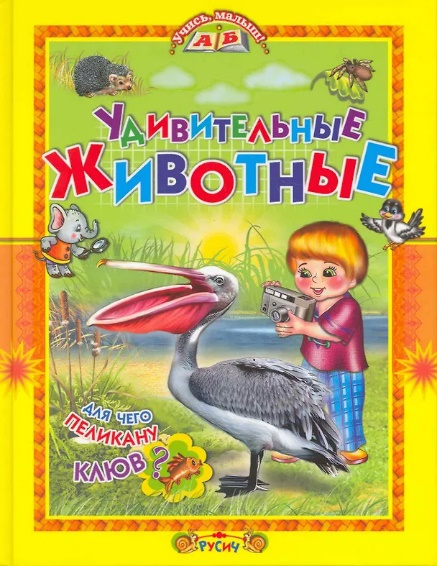 Учись, малыш!
А Б
Удивительные
Животные
Для чего
пеликану
клюв?
Русич